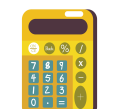 %
7 8 9 ×
4 5 6 −
1 2 3 +
0 . =